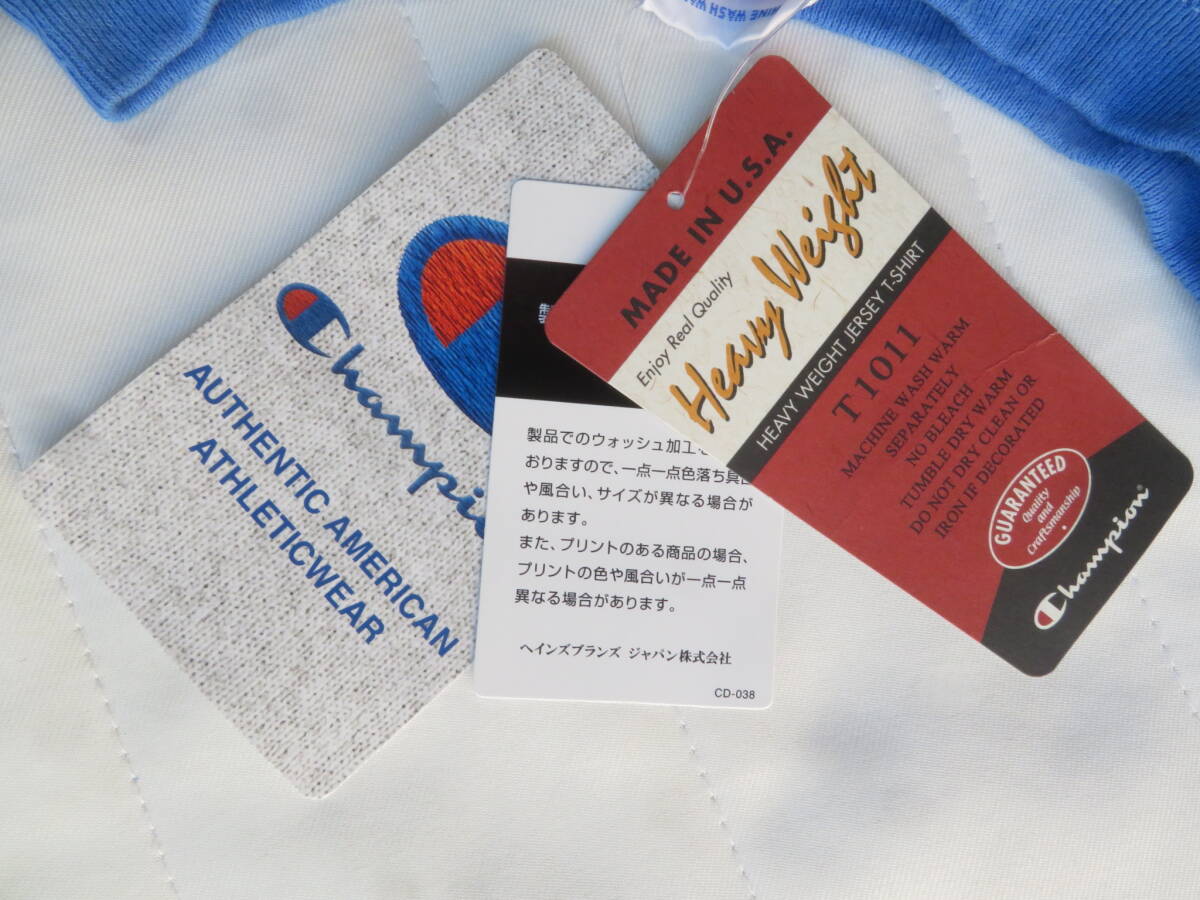 Champion
AUTHENTIC AMERICAN
ATHLETICWEAR
製品でのウォッシュ加工
おりますので、一点一点色落ち具
や風合い、サイズが異なる場合が
あります。
また、プリントのある商品の場合、
プリントの色や風合いが一点一点
異なる場合があります。
ヘインズブランズ ジャパン株式会社
CD-038
MADE IN U.S.A.
Enjoy Real Quality
Heavy Weight
HEAVY WEIGHT JERSEY T-SHIRT
T1011
MACHINE WASH WARM
SEPARATELY
NO BLEACH
TUMBLE DRY WARM
DO NOT DRY CLEAN OR
IRON IF DECORATED
GUARANTEED
Quality
and
Craftsmanship
Champion®